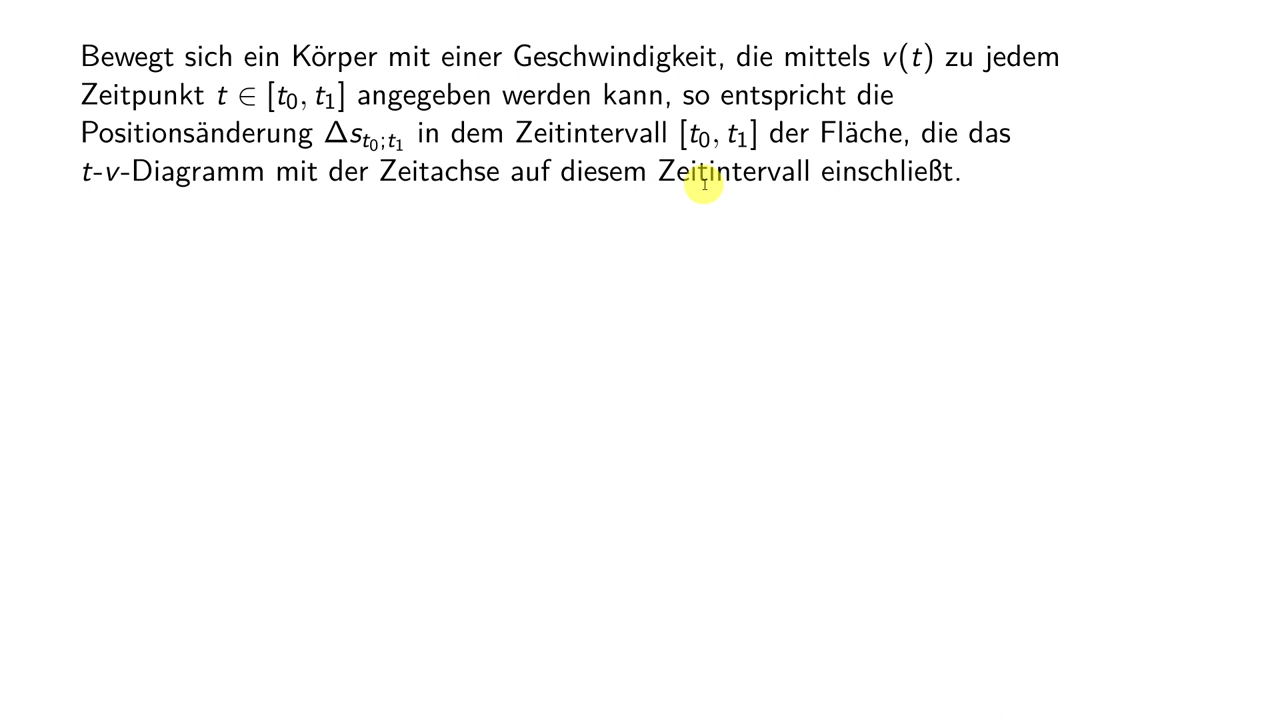 Bewegt sich ein Körper mit einer Geschwindigkeit, die mittels v(t) zu jedem
Zeitpunkt t ∈ [t₀, t₁] angegeben werden kann, so entspricht die
Positionsänderung Δs_{t₀;t₁} in dem Zeitintervall [t₀, t₁] der Fläche, die das
t-v-Diagramm mit der Zeitachse auf diesem Zeitintervall einschließt.